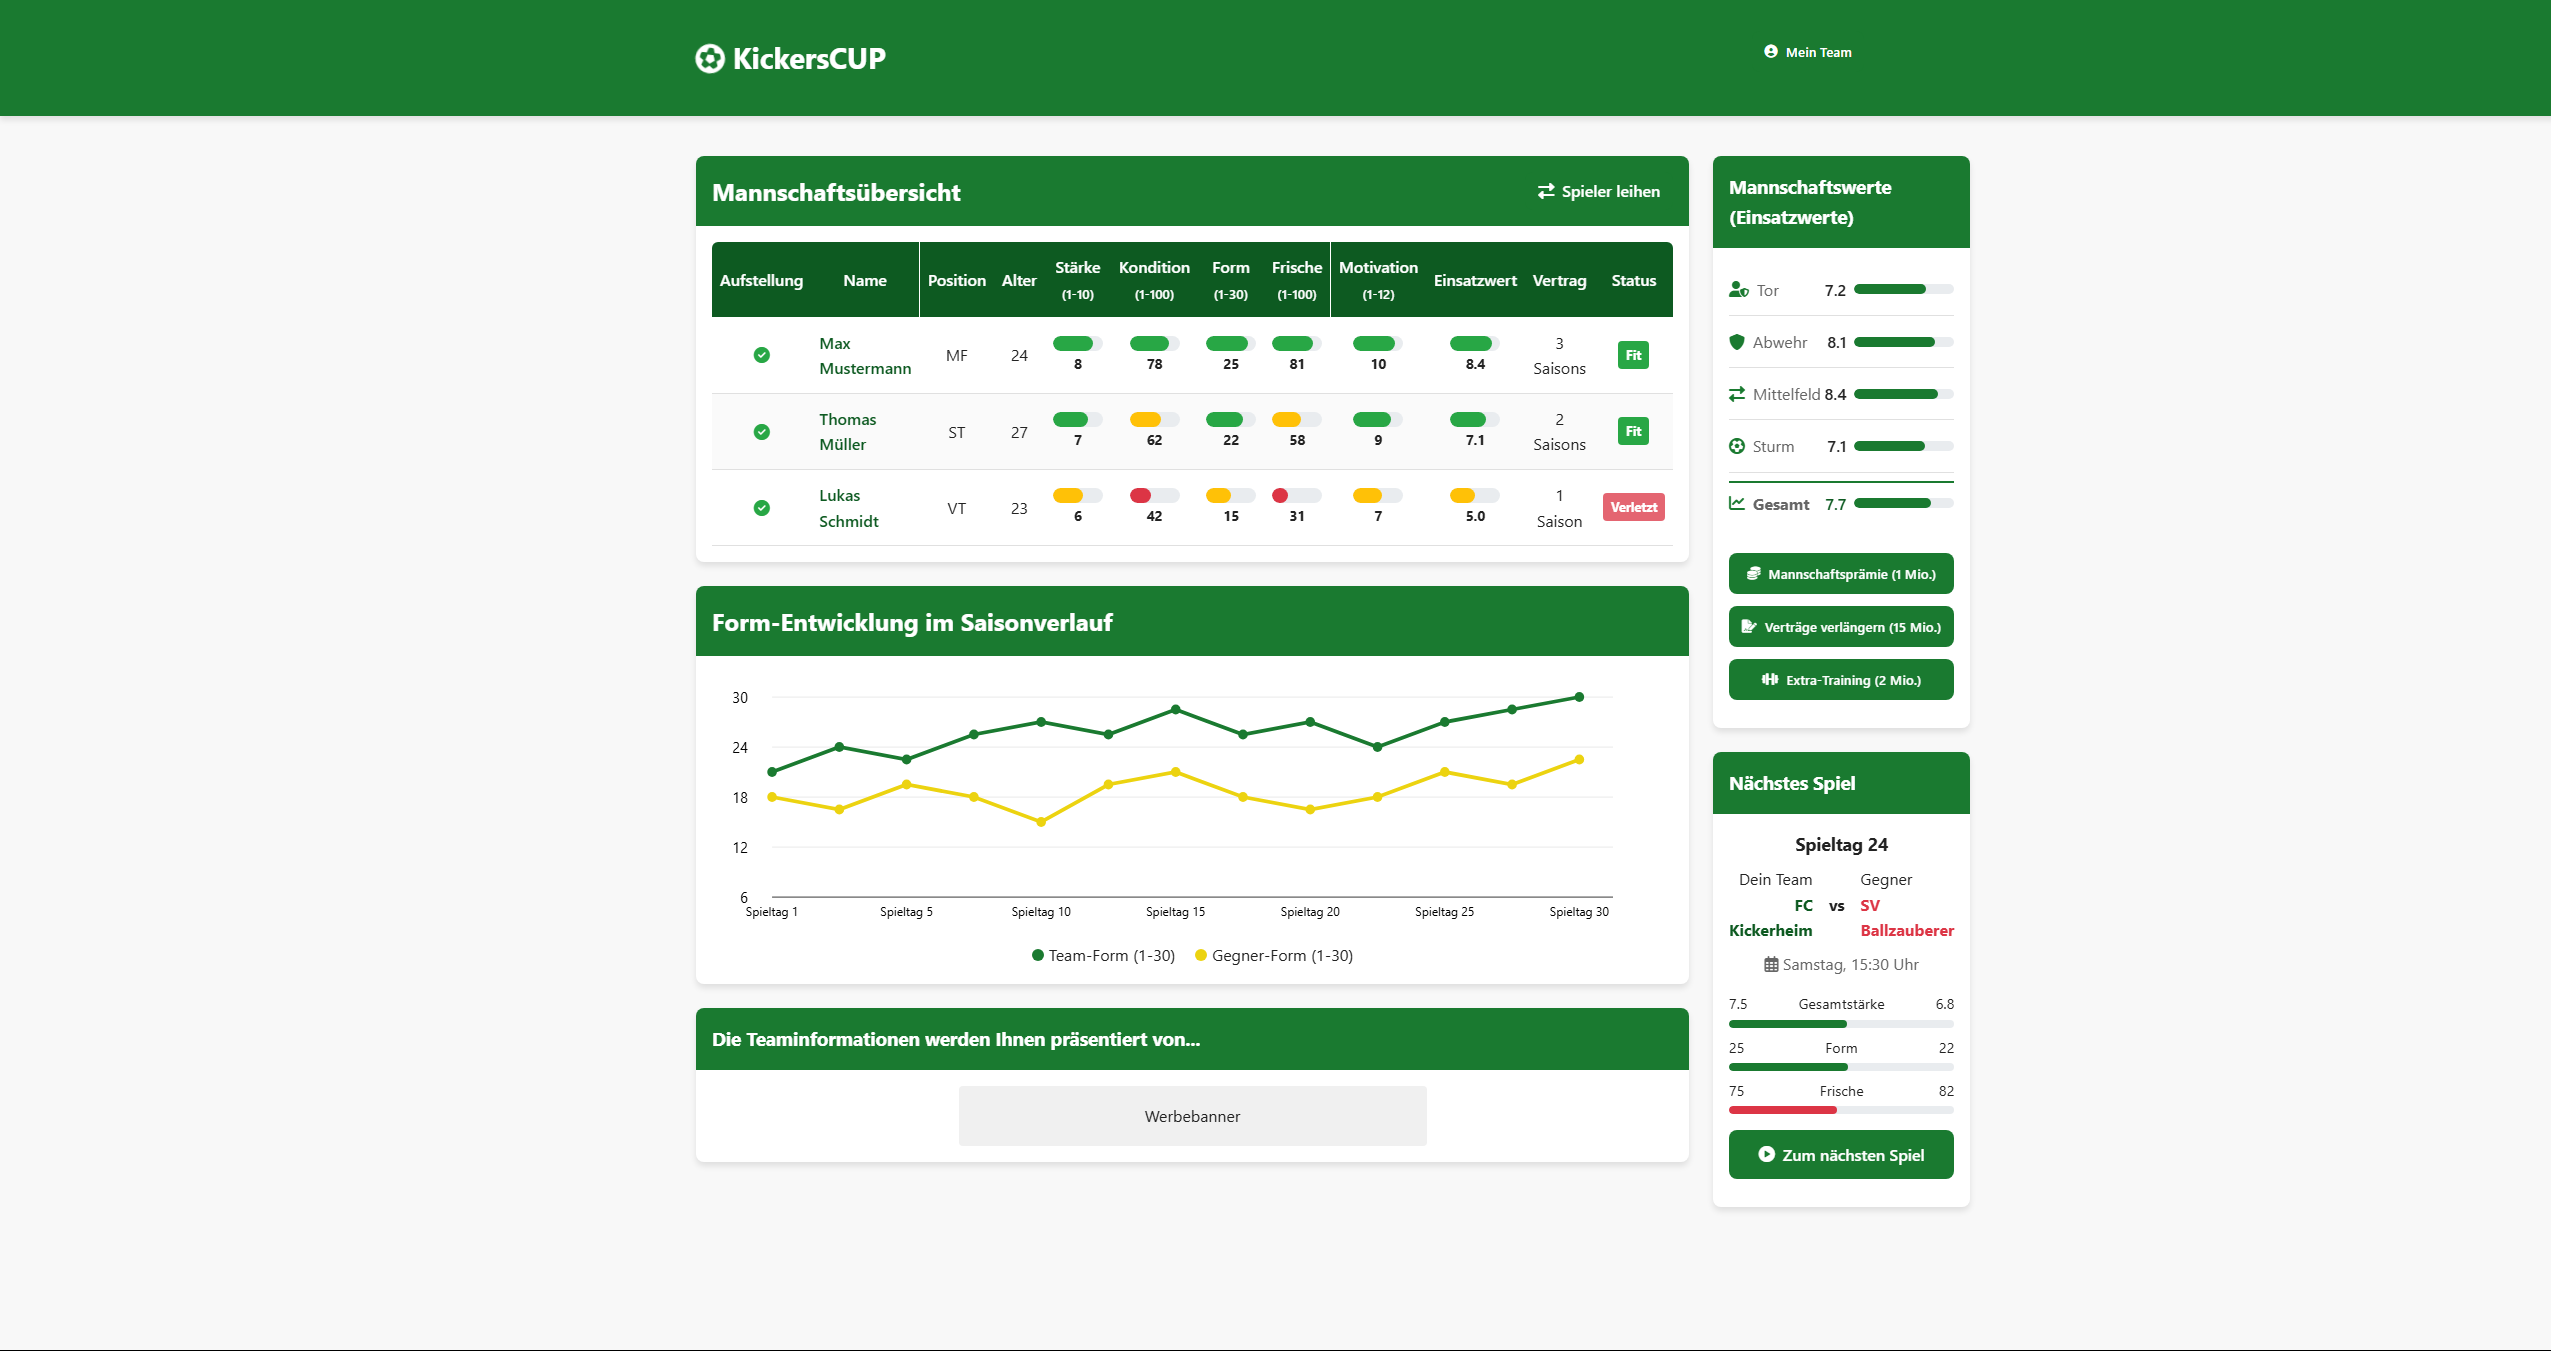 KickersCUP
Mein Team
Mannschaftsübersicht
Spieler leihen
Aufstellung Name Position Alter Stärke (1-10) Kondition (1-100) Form (1-30) Frische (1-100) Motivation (1-12) Einsatzwert Vertrag Status
Max Mustermann MF 24 8 78 25 81 10 8.4 3 Saisons Fit
Thomas Müller ST 27 7 62 22 58 9 7.1 2 Saisons Fit
Lukas Schmidt VT 23 6 42 15 31 7 5.0 1 Saison Verletzt
Form-Entwicklung im Saisonverlauf
30
24
18
12
6
Spieltag 1 Spieltag 5 Spieltag 10 Spieltag 15 Spieltag 20 Spieltag 25 Spieltag 30
Team-Form (1-30) Gegner-Form (1-30)
Die Teaminformationen werden Ihnen präsentiert von...
Werbebanner
Mannschaftswerte
(Einsatzwerte)
Tor 7.2
Abwehr 8.1
Mittelfeld 8.4
Sturm 7.1
Gesamt 7.7
Mannschaftsprämie (1 Mio.)
Verträge verlängern (15 Mio.)
Extra-Training (2 Mio.)
Nächstes Spiel
Spieltag 24
Dein Team Gegner
FC Kickerheim vs SV Ballzauberer
Samstag, 15:30 Uhr
7.5 Gesamtstärke 6.8
25 Form 22
75 Frische 82
Zum nächsten Spiel